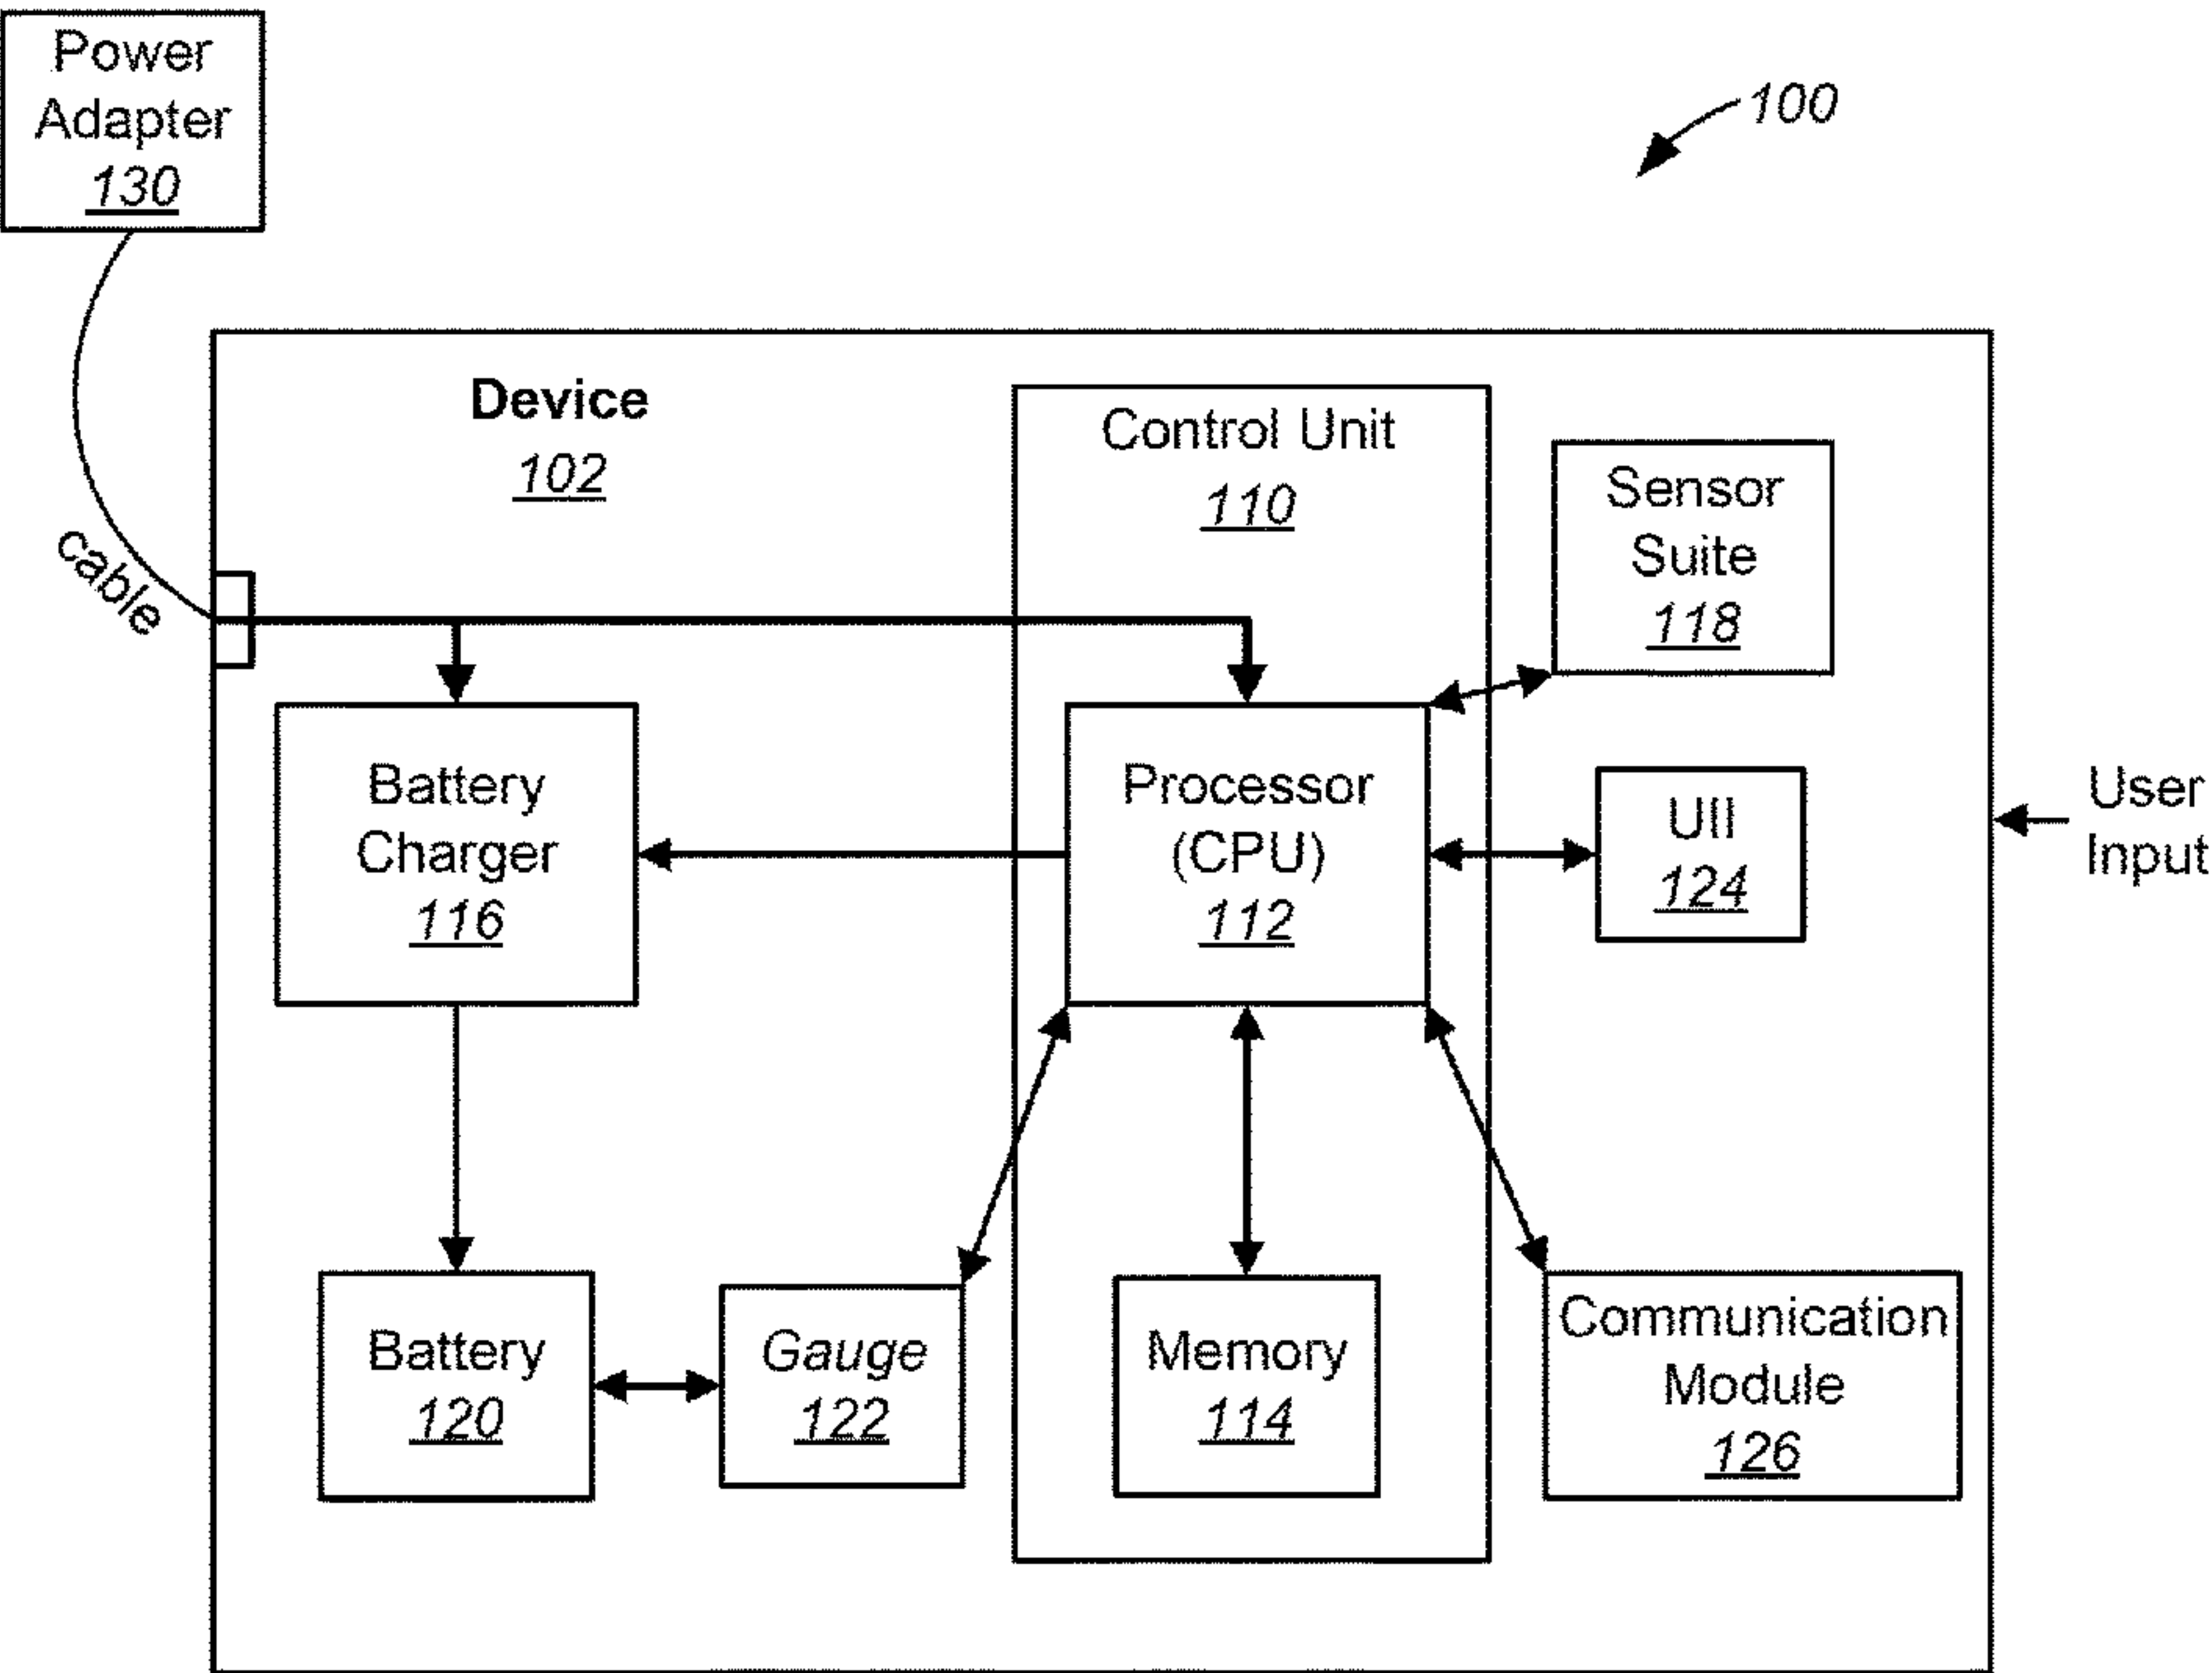 Power
Adapter
130
100
cable
Device
102
Control Unit
110
Sensor
Suite
118
Battery
Charger
116
Processor
(CPU)
112
UII
124
User
Input
Battery
120
Gauge
122
Memory
114
Communication
Module
126